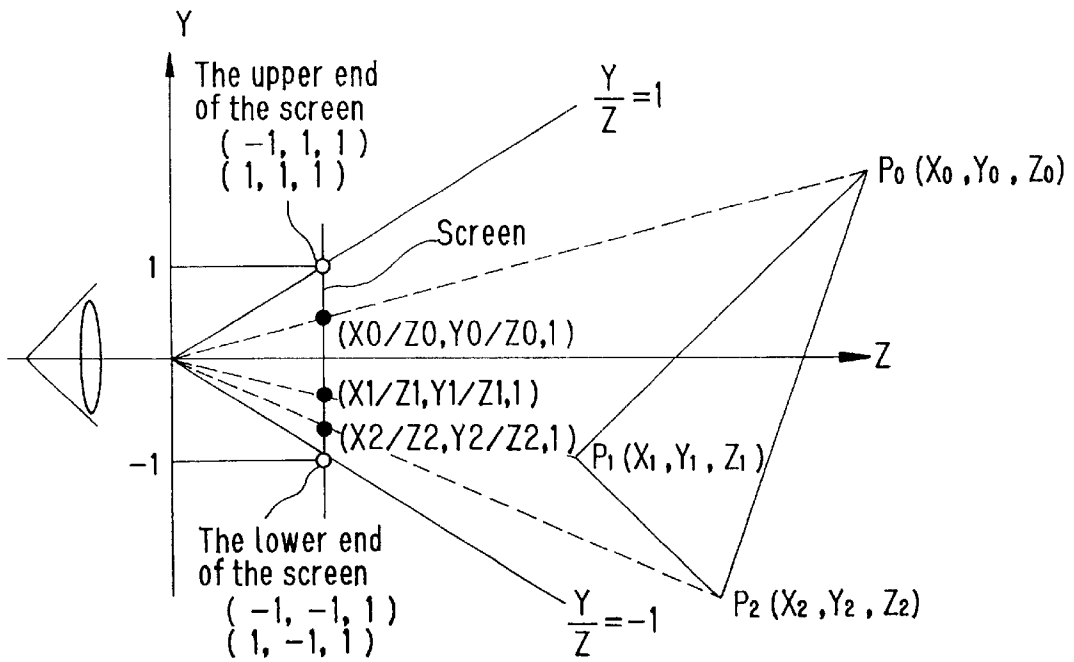 Y
The upper end
of the screen
( -1, 1, 1 )
( 1, 1, 1 )
Y
Z =1
P0 (X0 ,Y0 , Z0)
Screen
1
(X0/Z0,Y0/Z0,1)
Z
(X1/Z1,Y1/Z1,1)
(X2/Z2,Y2/Z2,1)
P1 (X1 ,Y1 , Z1)
-1
The lower end
of the screen
( -1, -1, 1 )
( 1, -1, 1 )
Y
Z =-1
P2 (X2 ,Y2 , Z2)